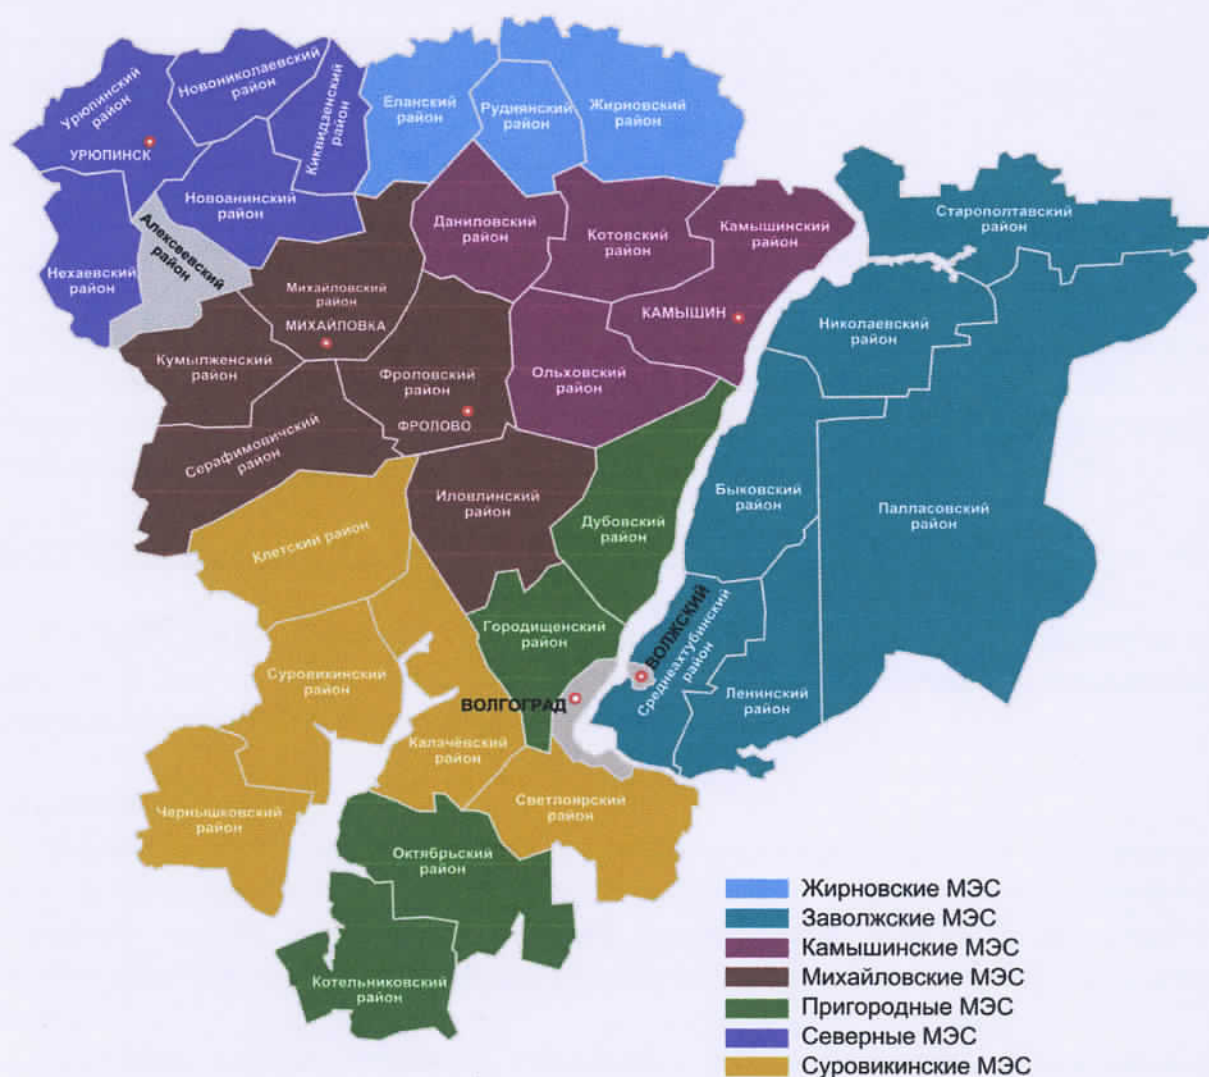 Урюпинский
район
УРЮПИНСК
Новониколаевский
район
Киквидзенский
район
Еланский
район
Руднянский
район
Жирновский
район
Новоанинский
район
Алексеевский
район
Нехаевский
район
Даниловский
район
Котовский
район
Камышинский
район
КАМЫШИН
Старополтавский
район
Михайловский
район
МИХАЙЛОВКА
Николаевский
район
Кумылженский
район
Фроловский
район
ФРОЛОВО
Ольховский
район
Серафимовичский
район
Иловлинский
район
Дубовский
район
Быковский
район
Палласовский
район
Клетский район
Городищенский
район
ВОЛЖСКИЙ
Среднеахтубинский
район
Ленинский
район
Суровикинский
район
ВОЛГОГРАД
Калачёвский
район
Чернышковский
район
Светлоярский
район
Октябрьский
район
Котельниковский
район
Жирновские МЭС
Заволжские МЭС
Камышинские МЭС
Михайловские МЭС
Пригородные МЭС
Северные МЭС
Суровикинские МЭС